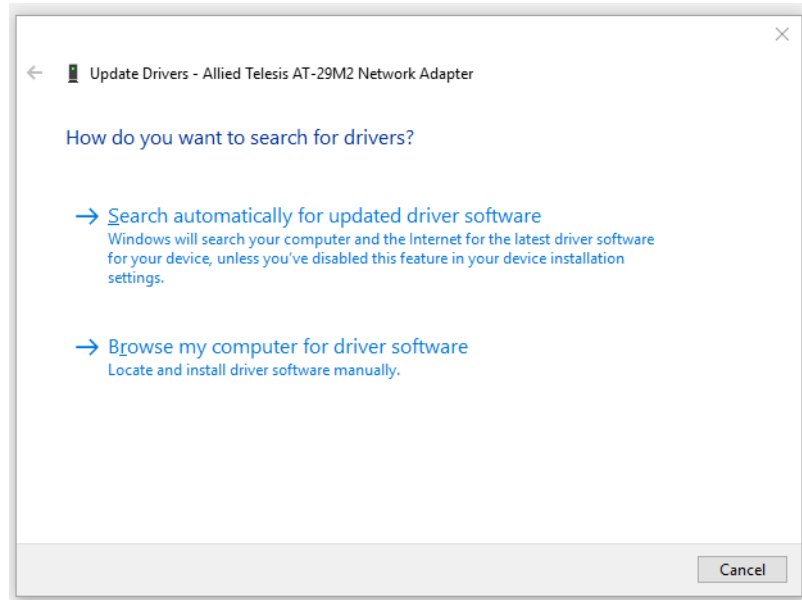 Update Drivers - Allied Telesis AT-29M2 Network Adapter
How do you want to search for drivers?
Search automatically for updated driver software
Windows will search your computer and the Internet for the latest driver software
for your device, unless you've disabled this feature in your device installation
settings.
Browse my computer for driver software
Locate and install driver software manually.
Cancel